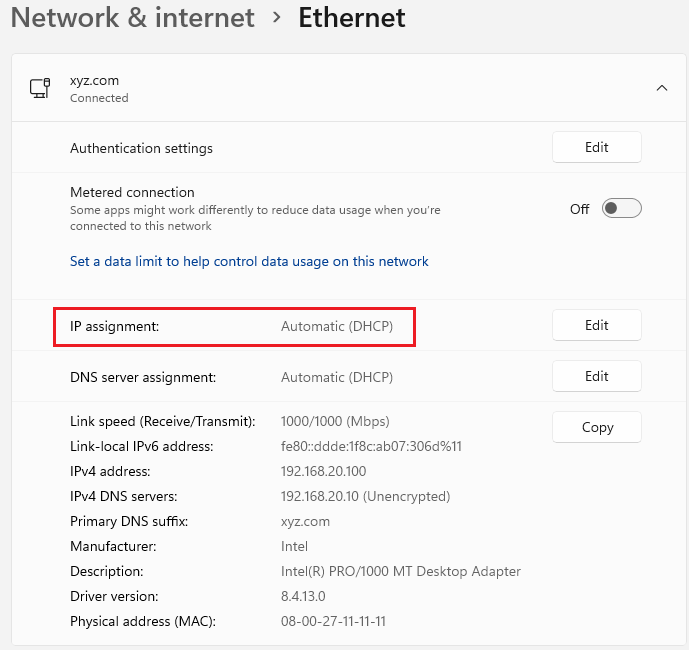 Network & internet › Ethernet
xyz.com
Connected
Authentication settings Edit
Metered connection
Some apps might work differently to reduce data usage when you're
connected to this network
Off
Set a data limit to help control data usage on this network
IP assignment: Automatic (DHCP) Edit
DNS server assignment: Automatic (DHCP) Edit
Link speed (Receive/Transmit): 1000/1000 (Mbps) Copy
Link-local IPv6 address: fe80::ddde:1f8c:ab07:306d%11
IPv4 address: 192.168.20.100
IPv4 DNS servers: 192.168.20.10 (Unencrypted)
Primary DNS suffix: xyz.com
Manufacturer: Intel
Description: Intel(R) PRO/1000 MT Desktop Adapter
Driver version: 8.4.13.0
Physical address (MAC): 08-00-27-11-11-11